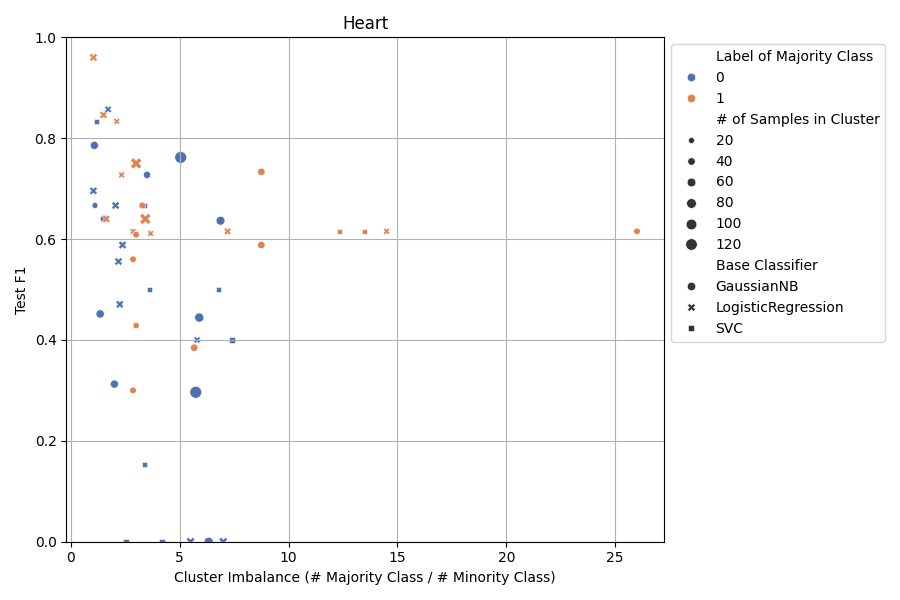 Heart
Test F1
1.0
0.8
0.6
0.4
0.2
0.0
0 5 10 15 20 25
Cluster Imbalance (# Majority Class / # Minority Class)
Label of Majority Class
0
1
# of Samples in Cluster
20
40
60
80
100
120
Base Classifier
GaussianNB
LogisticRegression
SVC